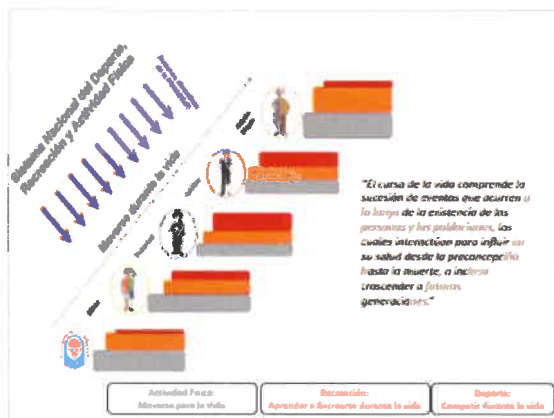 Sistema Nacional del Deporte,
Recreación y Actividad Física
Moverse durante la vida
"El curso de la vida comprende la
sucesión de eventos que ocurren a
lo largo de la existencia de las
personas y las poblaciones, los
cuales interactúan para influir en
su salud desde la preconcepción
hasta la muerte, o incluso
trascender a futuras
generaciones."
Actividad Física:
Moverse para la vida
Recreación:
Aprender o Recrearse durante la vida
Deporte:
Competir durante la vida